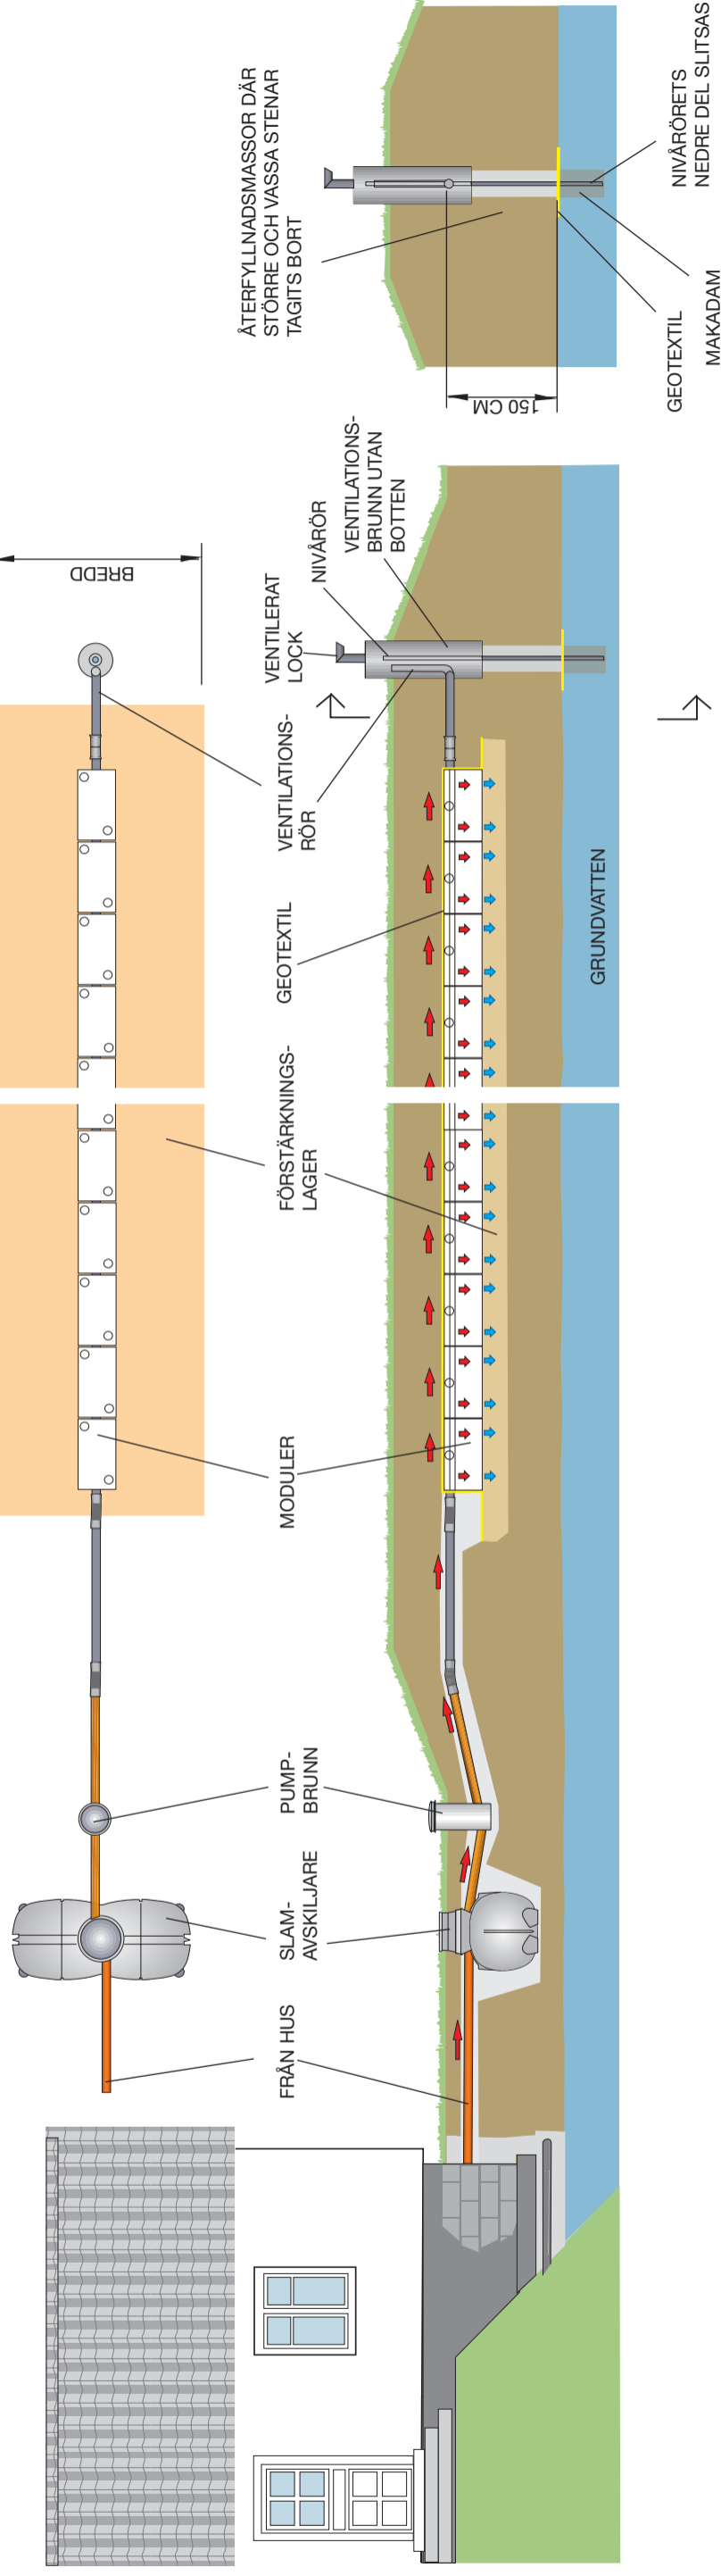 FRÅN HUS
SLAM-
AVSKILJARE
PUMP-
BRUNN
MODULER
FÖRSTÄRKNINGS-
LAGER
GEOTEXTIL
VENTILATIONS-
RÖR
VENTILERAT
LOCK
NIVÅRÖR
VENTILATIONS-
BRUNN UTAN
BOTTEN
BREDD
GRUNDVATTEN
ÅTERFYLLNADSMASSOR DÄR
STÖRRE OCH VASSA STENAR
TAGITS BORT
150 CM
GEOTEXTIL
MAKADAM
NIVÅRÖRETS
NEDRE DEL SLITSAS